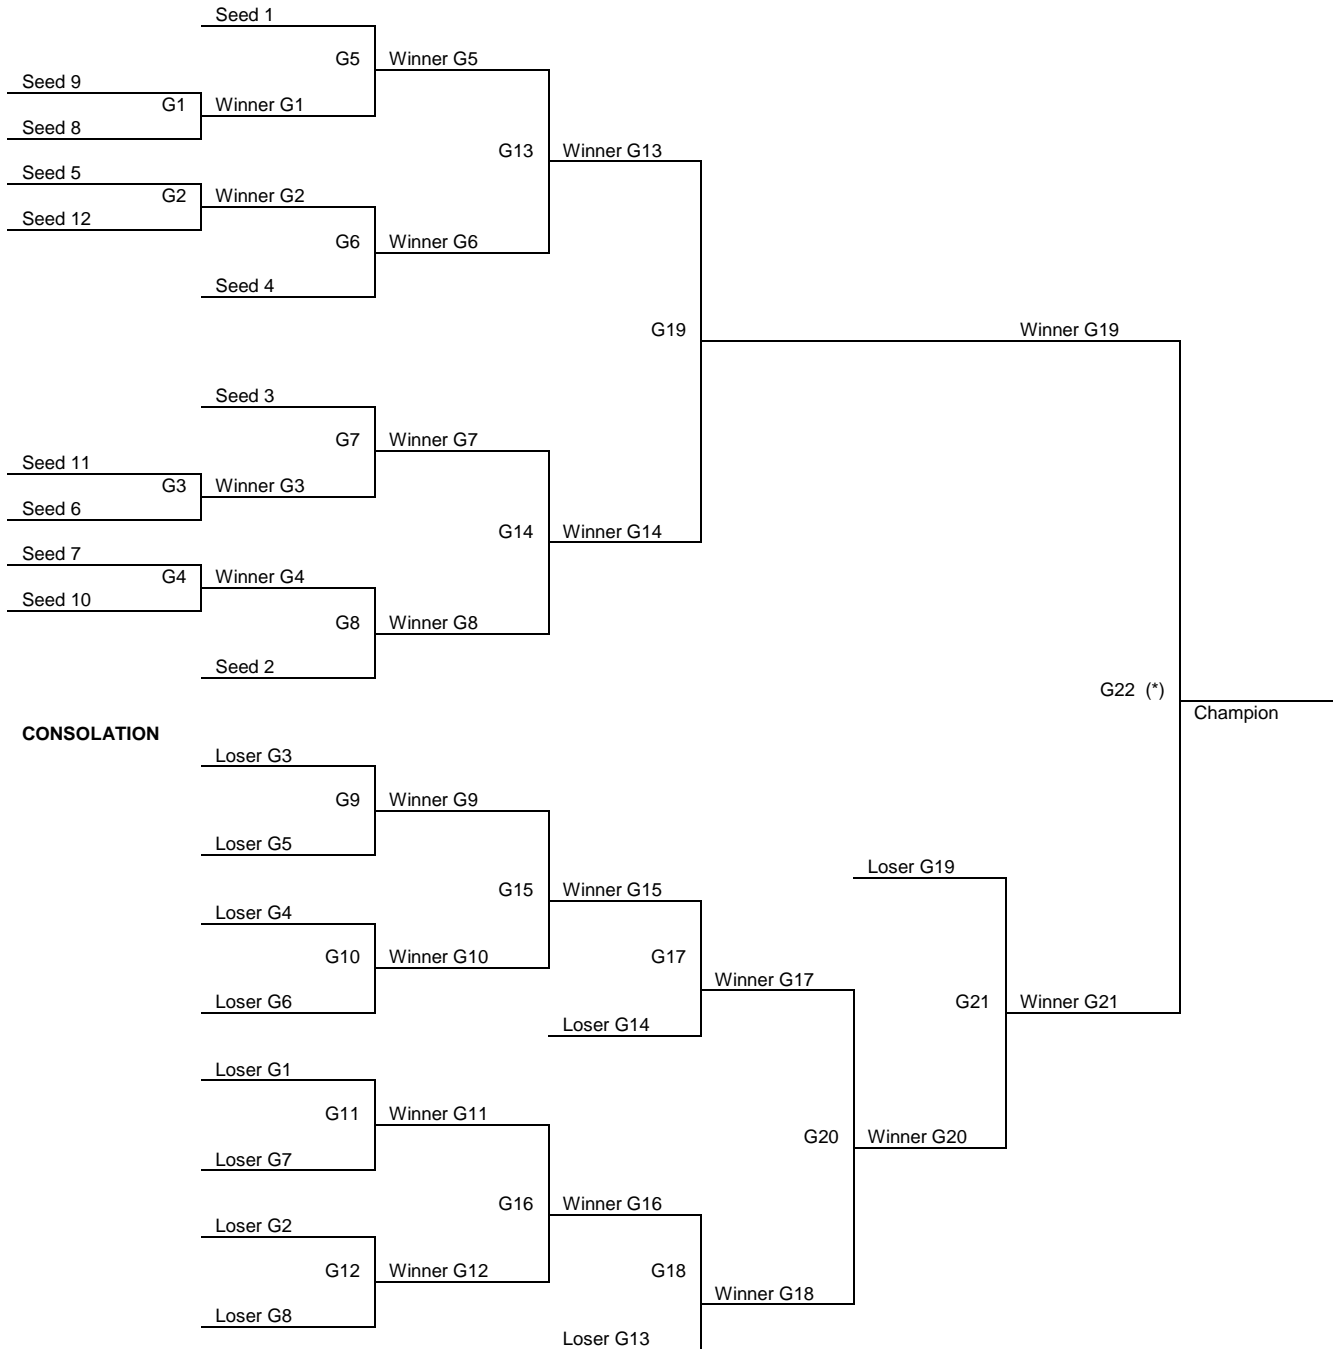 Seed 1
G5 Winner G5
Seed 9
G1 Winner G1
Seed 8
G13 Winner G13
Seed 5
G2 Winner G2
Seed 12
G6 Winner G6
Seed 4
G19 Winner G19
Seed 3
G7 Winner G7
Seed 11
G3 Winner G3
Seed 6
G14 Winner G14
Seed 7
G4 Winner G4
Seed 10
G8 Winner G8
Seed 2
G22 (*)
Champion
CONSOLATION
Loser G3
G9 Winner G9
Loser G5
Loser G19
G15 Winner G15
Loser G4
G10 Winner G10 G17
Winner G17
Loser G6 G21 Winner G21
Loser G14
Loser G1
G11 Winner G11
G20 Winner G20
Loser G7
G16 Winner G16
Loser G2
G12 Winner G12 G18
Winner G18
Loser G8
Loser G13